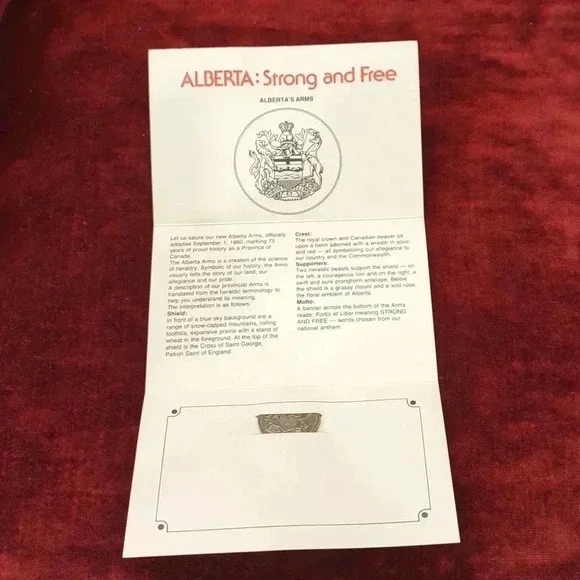 ALBERTA: Strong and Free
ALBERTA'S ARMS
Let us salute our new Alberta Arms, officially
adopted September 1, 1980, marking 75
years of proud history as a Province of
Canada.
The Alberta Arms is a creation of the science
of heraldry. Symbolic of our history, the Arms
visually tells the story of our land, our
allegiance and our pride.
A description of our provincial Arms is
translated from the heraldic terminology to
help you understand its meaning.
The interpretation is as follows:
Shield:
in front of a blue sky background are a
range of snow-capped mountains, rolling
foothills, expansive prairie with a stand of
wheat in the foreground. At the top of the
shield is the Cross of Saint George,
Patron Saint of England.
Crest:
The royal crown and Canadian beaver sit
upon a helm adorned with a wreath in silver
and red — all symbolizing our allegiance to
our country and the Commonwealth.
Supporters:
Two heraldic beasts support the shield — on
the left, a courageous lion and on the right, a
swift and sure pronghorn antelope. Below
the shield is a grassy mount and a wild rose,
the floral emblem of Alberta.
Motto:
A banner across the bottom of the Arms
reads: Fortis et Liber meaning STRONG
AND FREE — words chosen from our
national anthem.